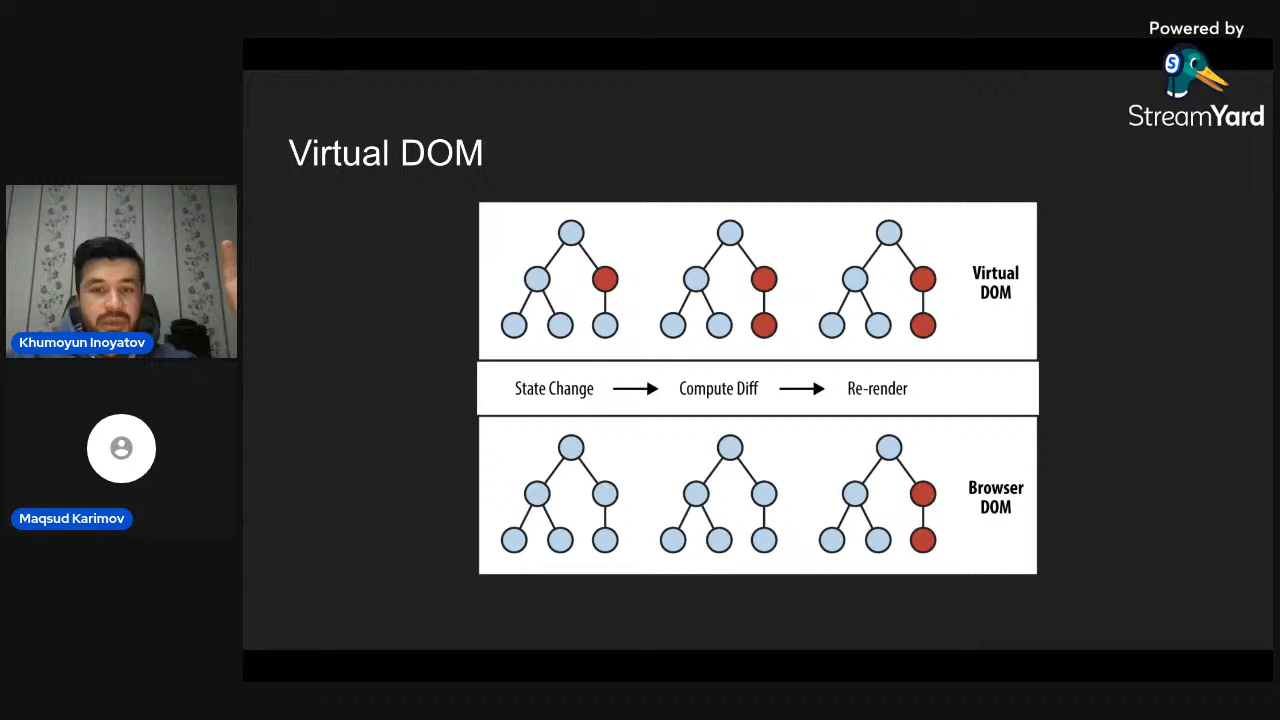 Powered by
StreamYard
Virtual DOM
Virtual
DOM
State Change
Compute Diff
Re-render
Browser
DOM
Khumoyun Inoyatov
Maqsud Karimov